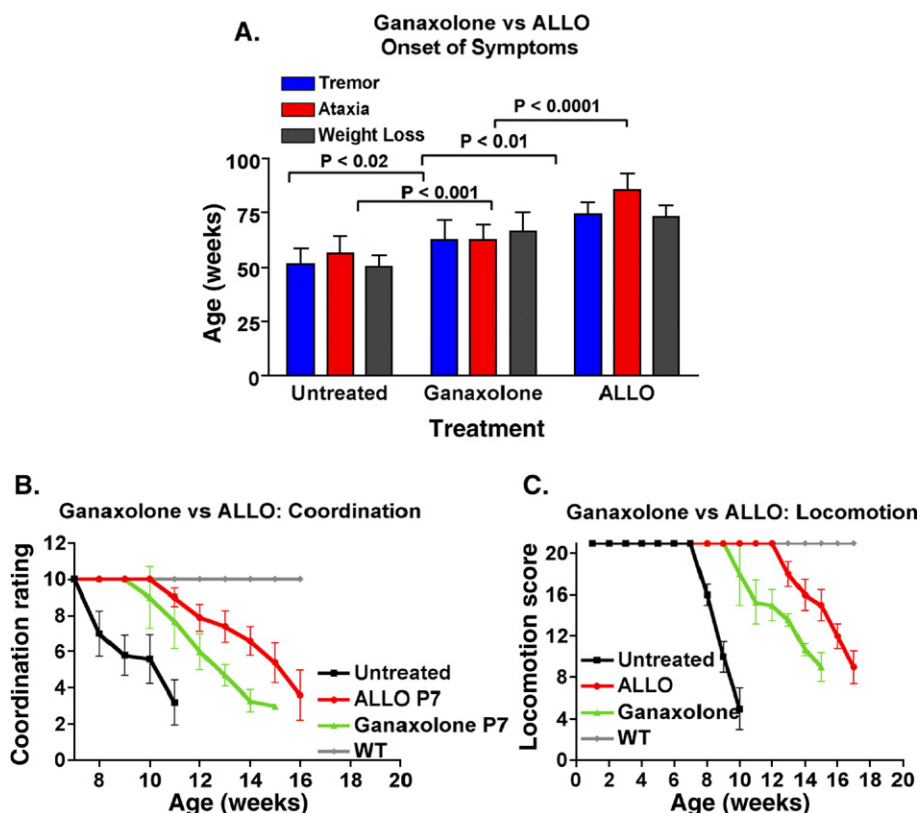 A.
Ganaxolone vs ALLO
Onset of Symptoms
Tremor
Ataxia
Weight Loss
P < 0.0001
P < 0.01
P < 0.02
P < 0.001
Age (weeks)
100
75
50
25
0
Untreated
Ganaxolone
ALLO
Treatment
B.
Ganaxolone vs ALLO: Coordination
Coordination rating
12
10
8
6
4
2
0
Untreated
ALLO P7
Ganaxolone P7
WT
8 10 12 14 16 18 20
Age (weeks)
C.
Ganaxolone vs ALLO: Locomotion
Locomotion score
20
16
12
8
4
0
Untreated
ALLO
Ganaxolone
WT
0 2 4 6 8 10 12 14 16 18 20
Age (weeks)